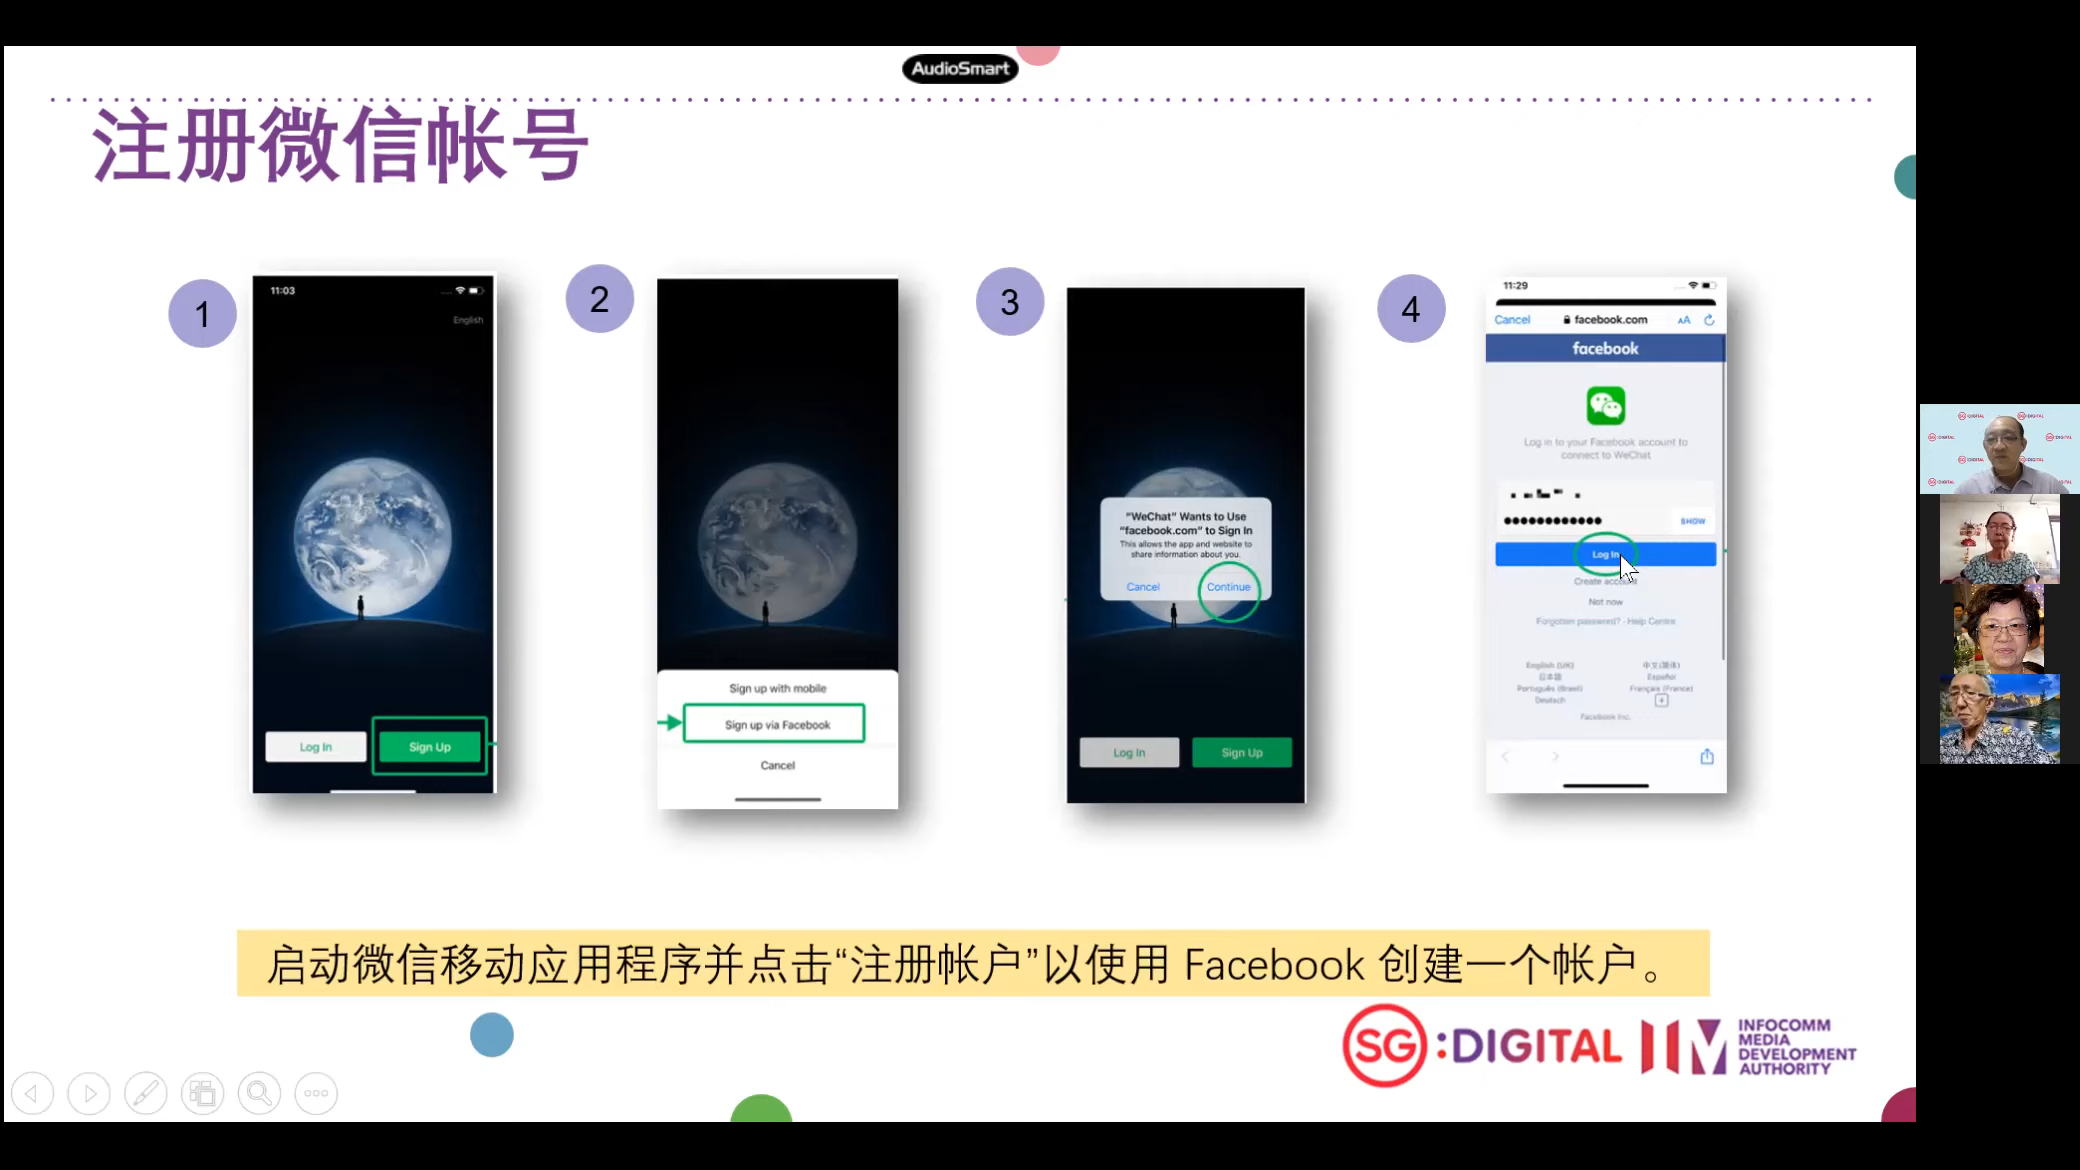 AudioSmart
注册微信帐号
1
11:03
English
Log In
Sign Up
2
Sign up with mobile
Sign up via Facebook
Cancel
3
“WeChat” Wants to Use
“facebook.com” to Sign In
This allows the app and website to
share information about you.
Cancel
Continue
Log In
Sign Up
4
11:29
Cancel
facebook.com
AA
facebook
Log in to your Facebook account to
connect to WeChat
SHOW
Log In
Create account
Not now
Forgotten password? · Help Centre
English (UK)
中文(简体)
日本語
Español
Português (Brasil)
Français (France)
Deutsch
Facebook Inc.
启动微信移动应用程序并点击“注册帐户”以使用 Facebook 创建一个帐户。
SG:DIGITAL
INFOCOMM
MEDIA
DEVELOPMENT
AUTHORITY